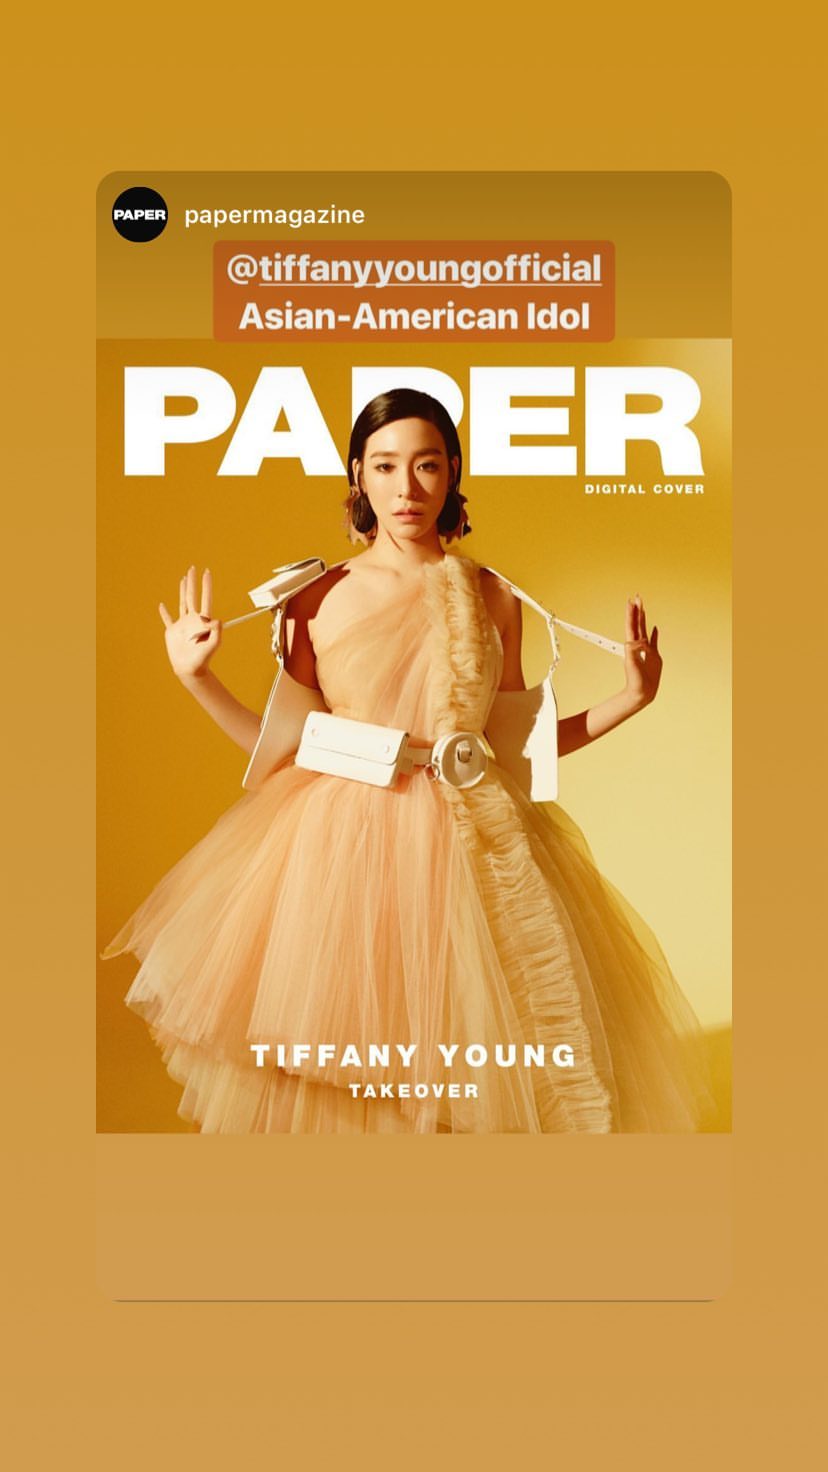 PAPER
papermagazine
@tiffanyyoungofficial
Asian-American Idol
PAPER
DIGITAL COVER
TIFFANY YOUNG
TAKEOVER